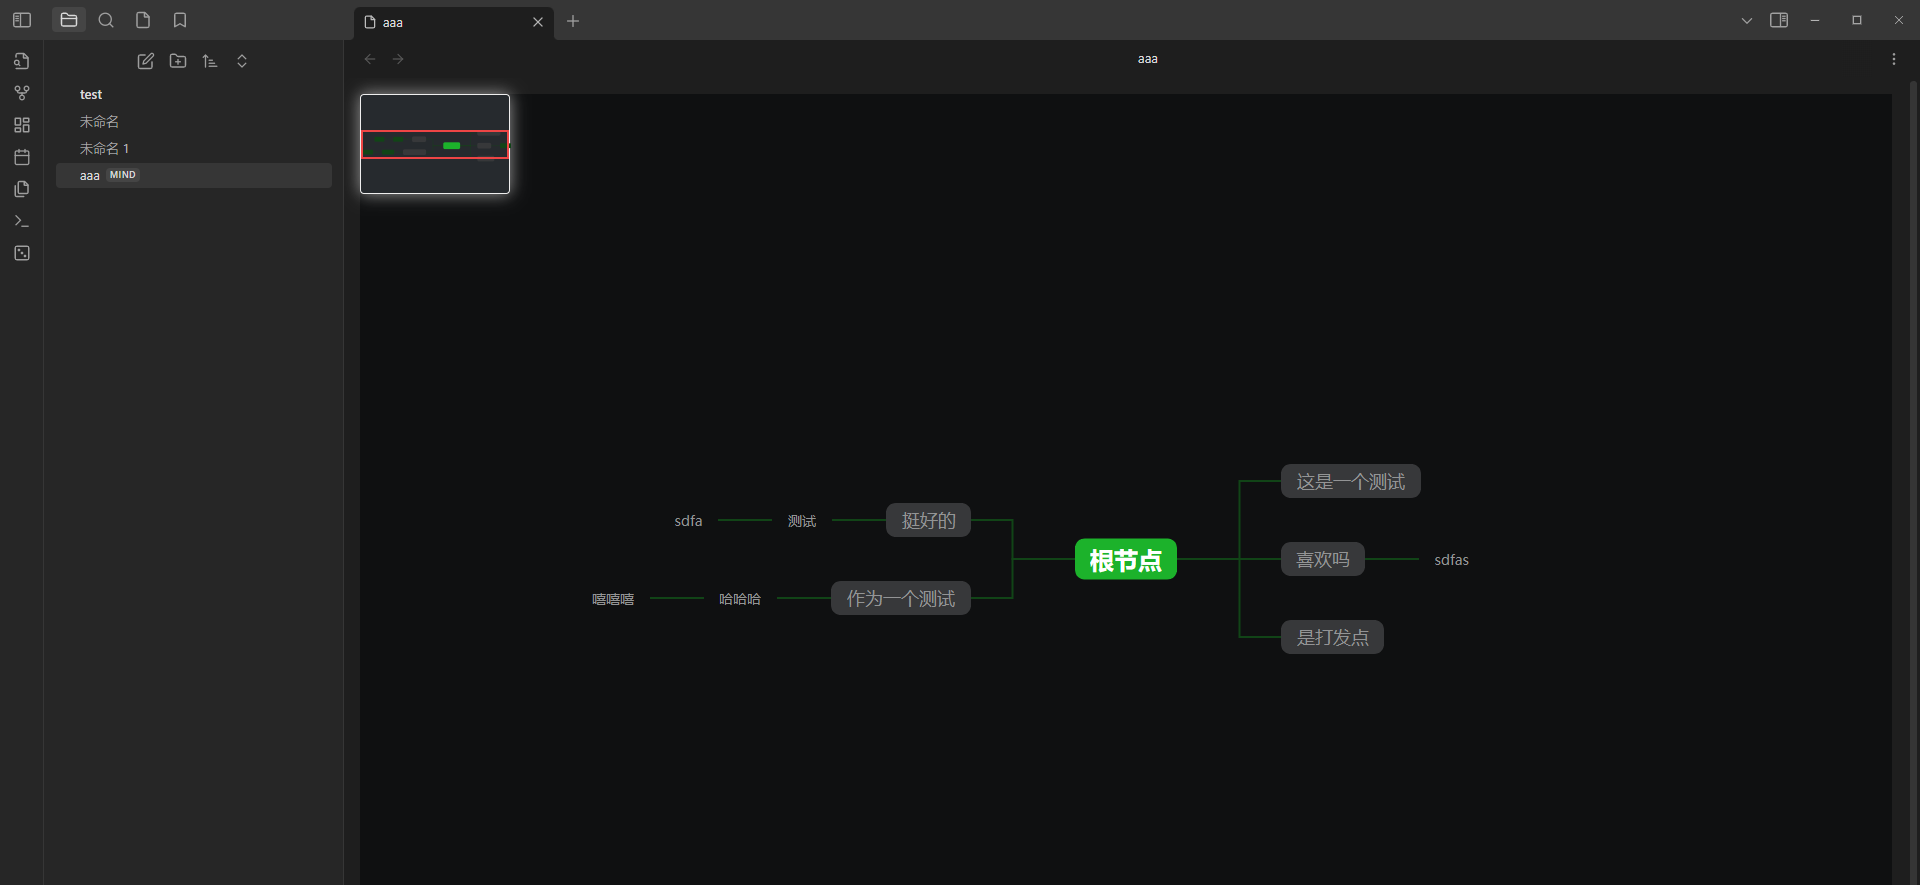 aaa
aaa
test
未命名
未命名 1
aaa MIND
这是一个测试
sdfa 测试 挺好的
根节点
喜欢吗 sdfas
嘻嘻嘻 哈哈哈 作为一个测试
是打发点